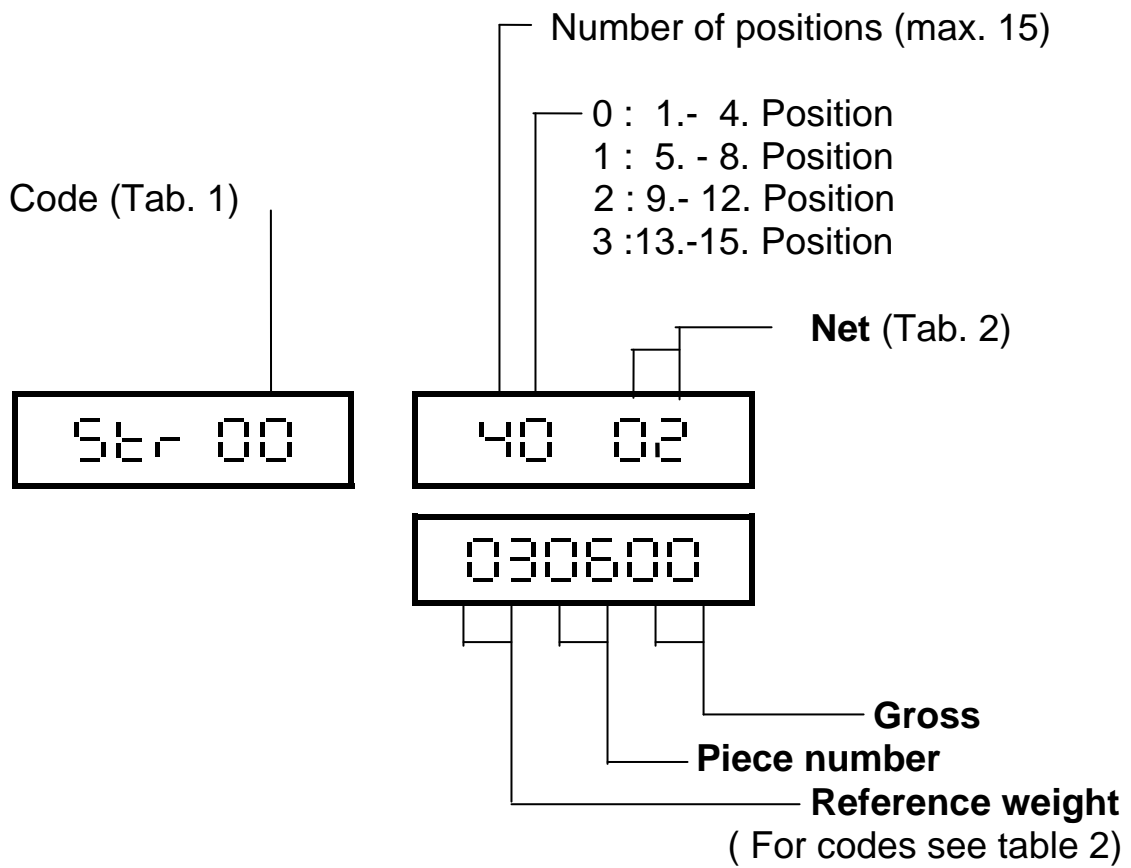 Number of positions (max. 15)
0 : 1.- 4. Position
1 : 5. - 8. Position
2 : 9.- 12. Position
3 :13.-15. Position
Code (Tab. 1)
Net (Tab. 2)
Str 00
40 02
030600
Gross
Piece number
Reference weight
( For codes see table 2)